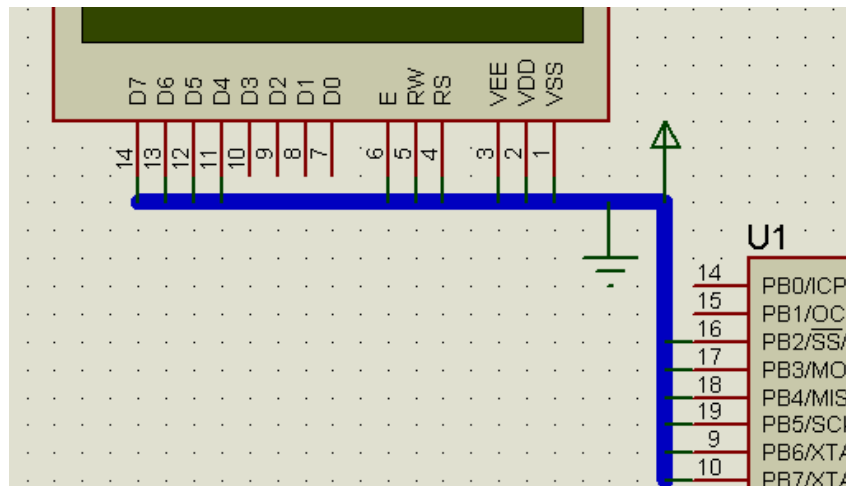 D7 D6 D5 D4 D3 D2 D1 D0 E RW RS VEE VDD VSS
14 13 12 11 10 9 8 7 6 5 4 3 2 1
U1
14 PB0/ICP
15 PB1/OC
16 PB2/SS/
17 PB3/MO
18 PB4/MIS
19 PB5/SCK
9 PB6/XTA
10 PB7/XTA